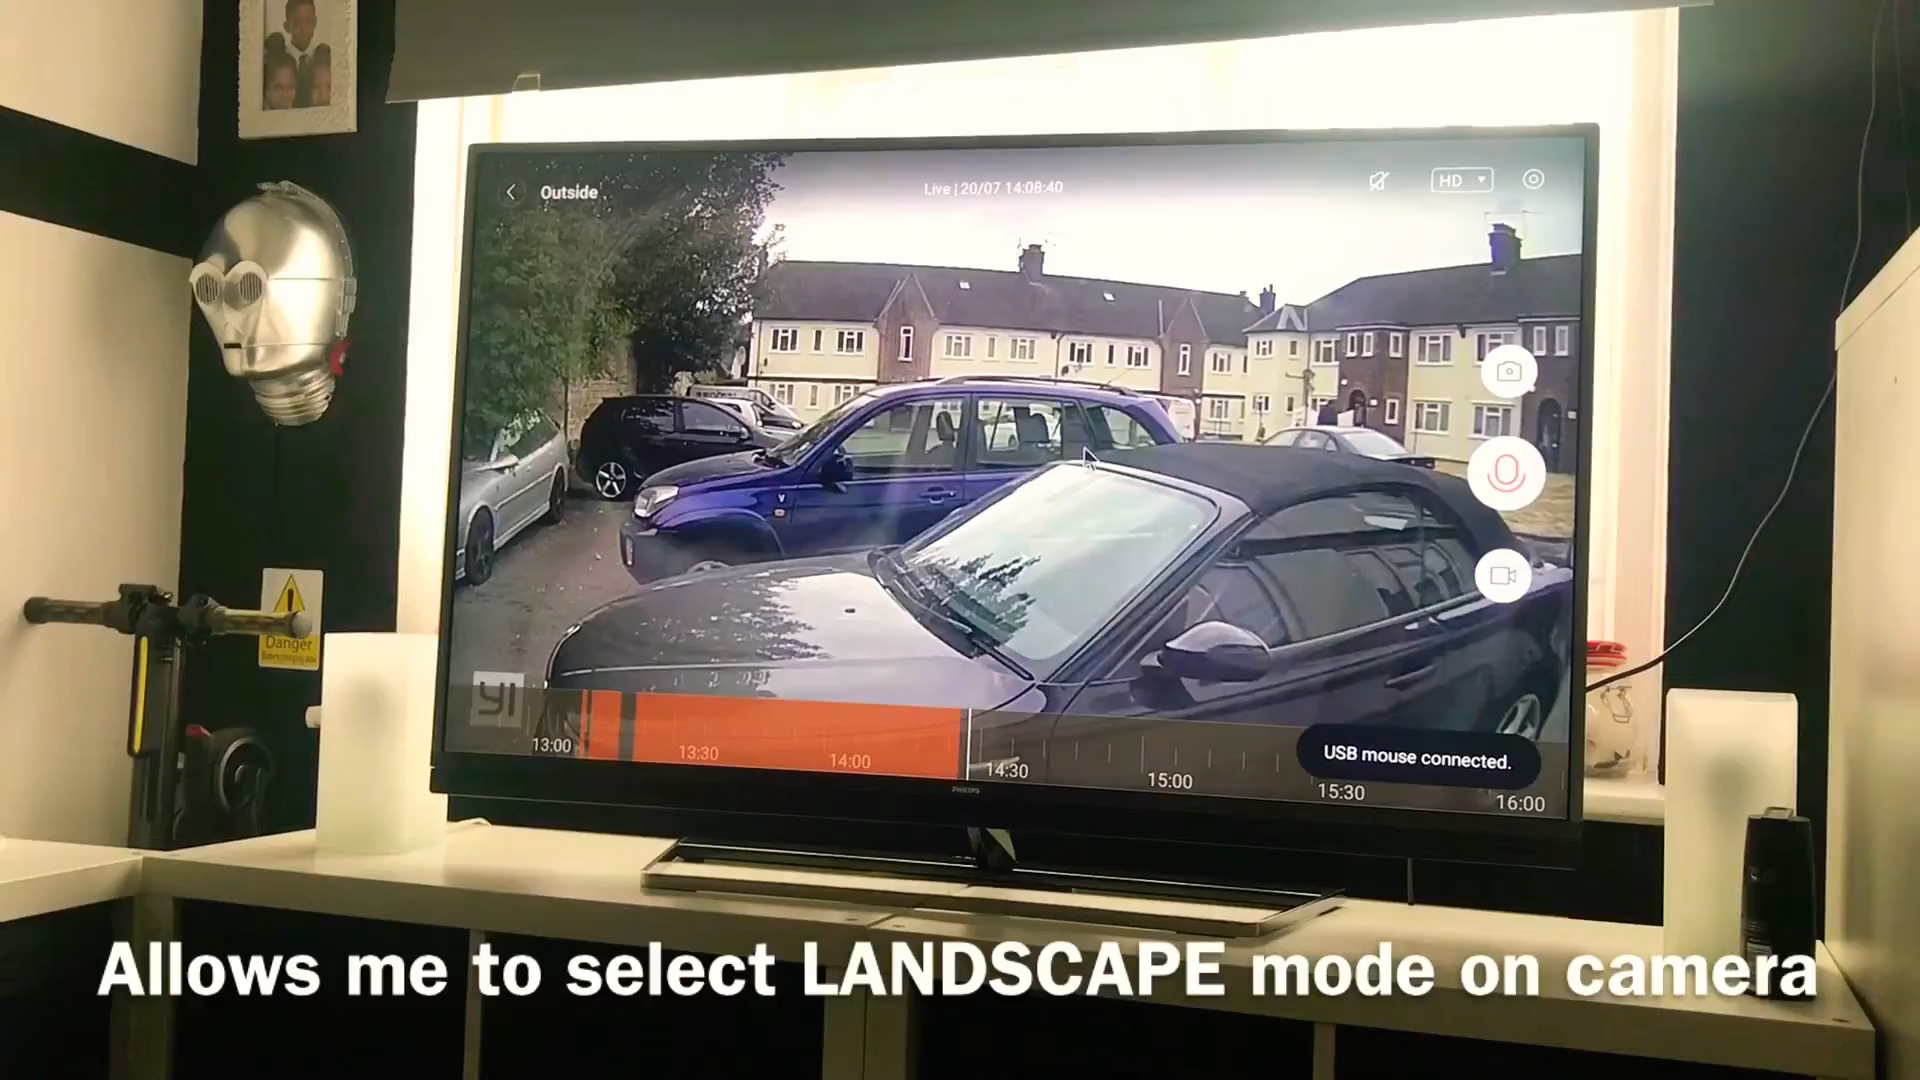 Outside
Live | 20/07 14:08:40
HD
YI
13:00
13:30
14:00
14:30
15:00
15:30
16:00
USB mouse connected.
PHILIPS
Danger
Allows me to select LANDSCAPE mode on camera